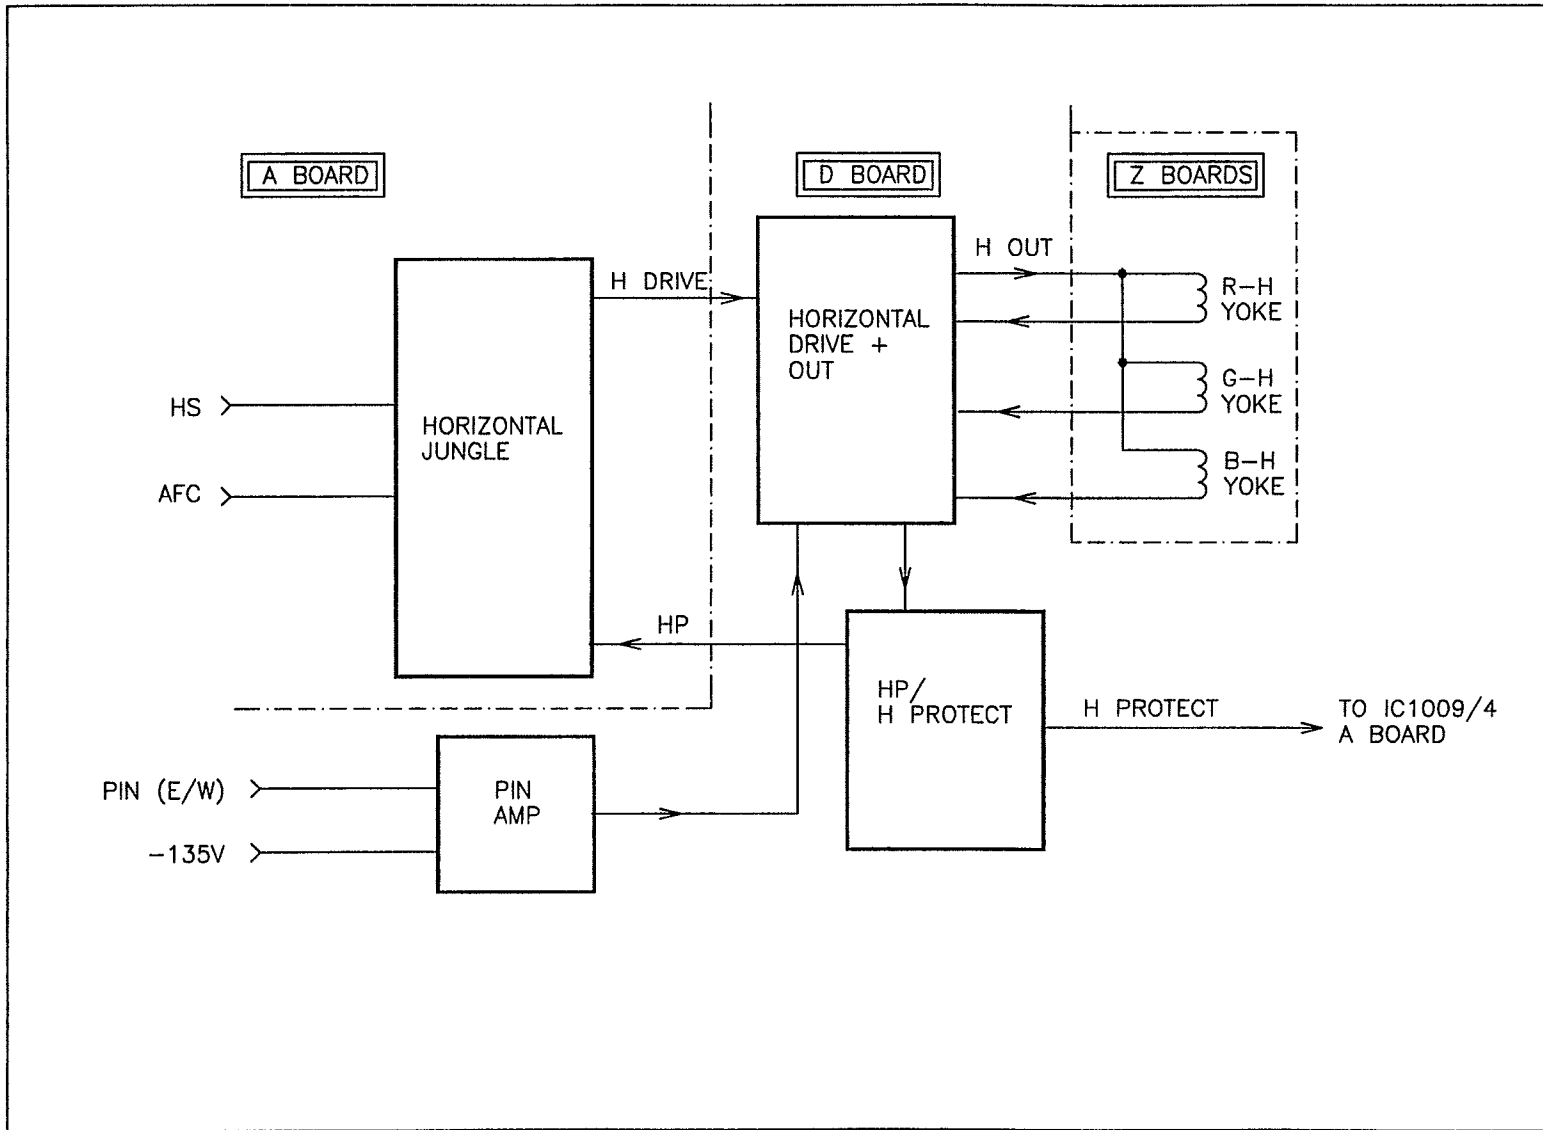 A BOARD
D BOARD
Z BOARDS
H DRIVE
H OUT
HORIZONTAL
DRIVE +
OUT
R-H
YOKE
G-H
YOKE
B-H
YOKE
HS
AFC
HORIZONTAL
JUNGLE
HP
HP/
H PROTECT
H PROTECT
TO IC1009/4
A BOARD
PIN (E/W)
-135V
PIN
AMP